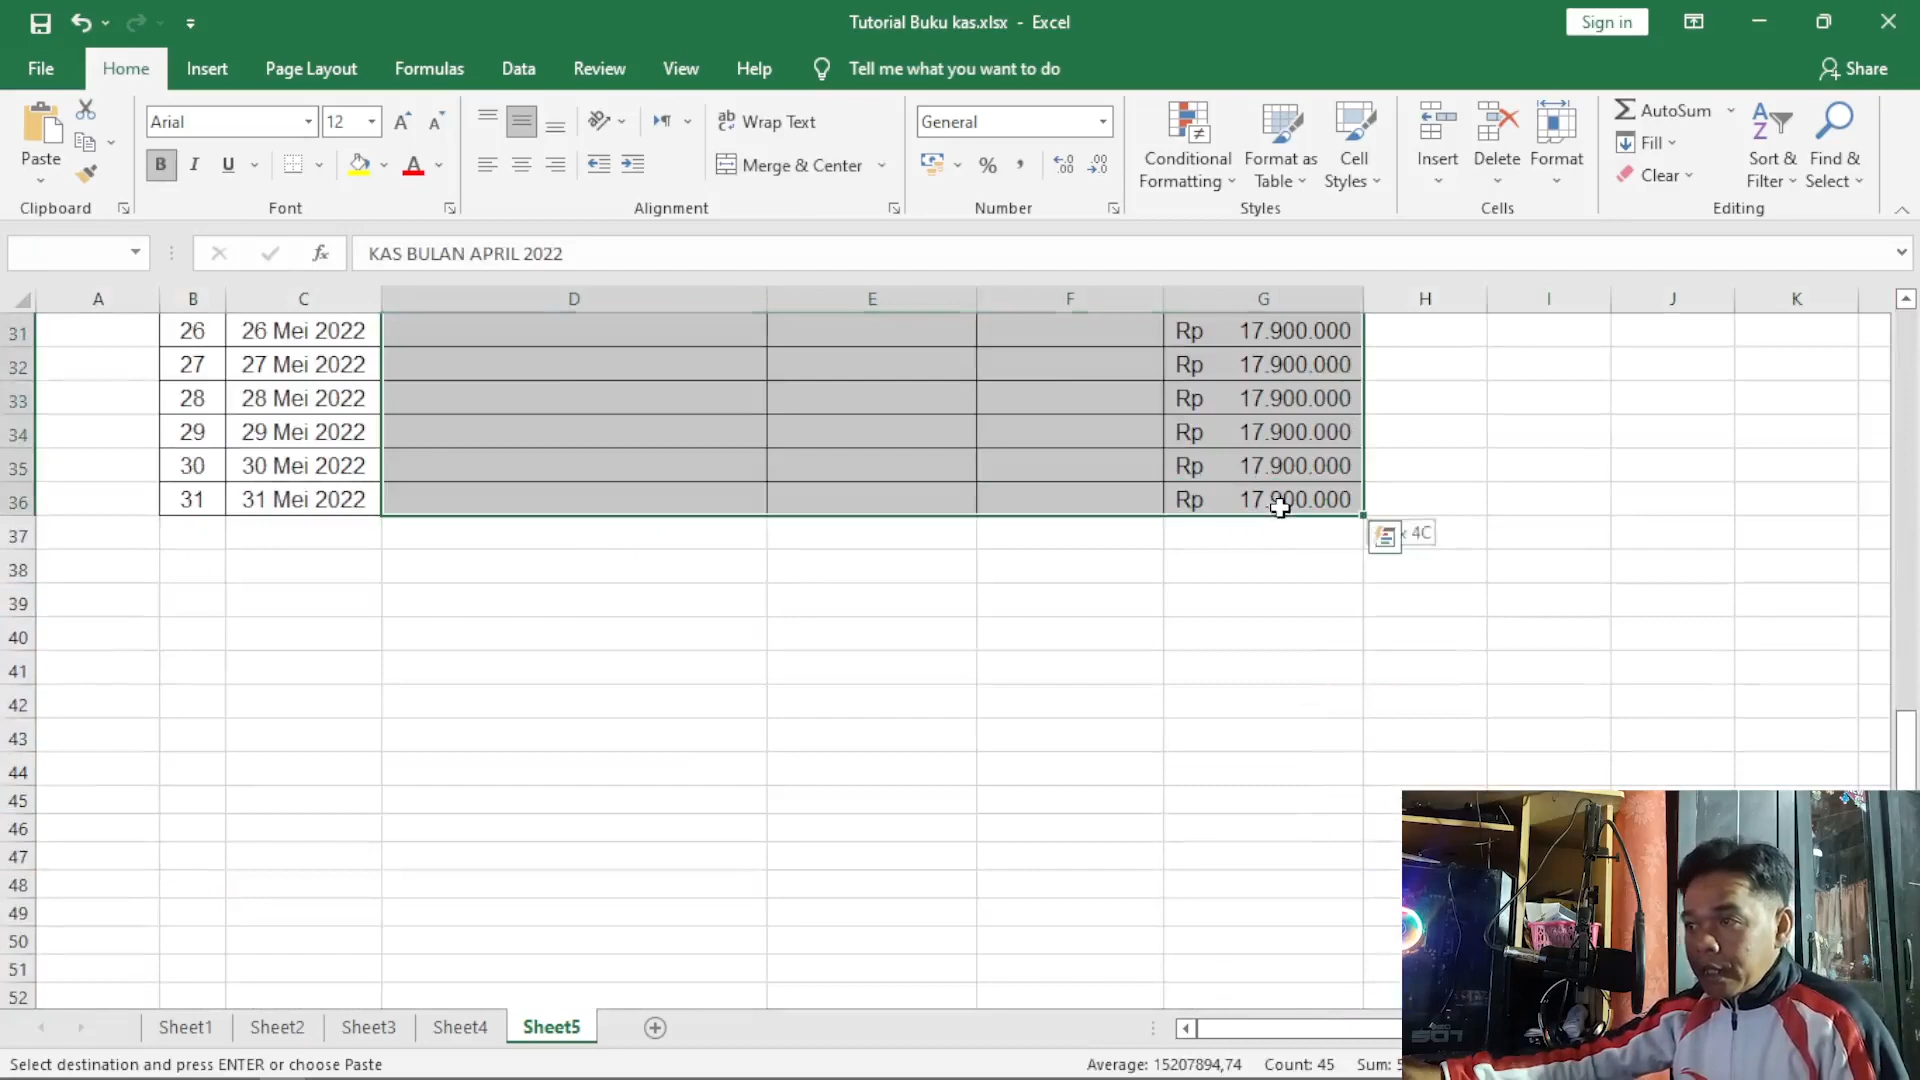 Tutorial Buku kas.xlsx - Excel
Sign in
File Home Insert Page Layout Formulas Data Review View Help Tell me what you want to do Share
Paste
Clipboard
Arial 12
B I U
Font
Wrap Text
Merge & Center
Alignment
General
Number
Conditional Formatting
Format as Table
Cell Styles
Styles
Insert Delete Format
Cells
AutoSum
Fill
Clear
Sort & Filter
Find & Select
Editing
fx KAS BULAN APRIL 2022
A B C D E F G H I J K
31 26 26 Mei 2022 Rp 17.900.000
32 27 27 Mei 2022 Rp 17.900.000
33 28 28 Mei 2022 Rp 17.900.000
34 29 29 Mei 2022 Rp 17.900.000
35 30 30 Mei 2022 Rp 17.900.000
36 31 31 Mei 2022 Rp 17.900.000
37 4C
38
39
40
41
42
43
44
45
46
47
48
49
50
51
52
Sheet1 Sheet2 Sheet3 Sheet4 Sheet5
Select destination and press ENTER or choose Paste Average: 15207894,74 Count: 45 Sum: